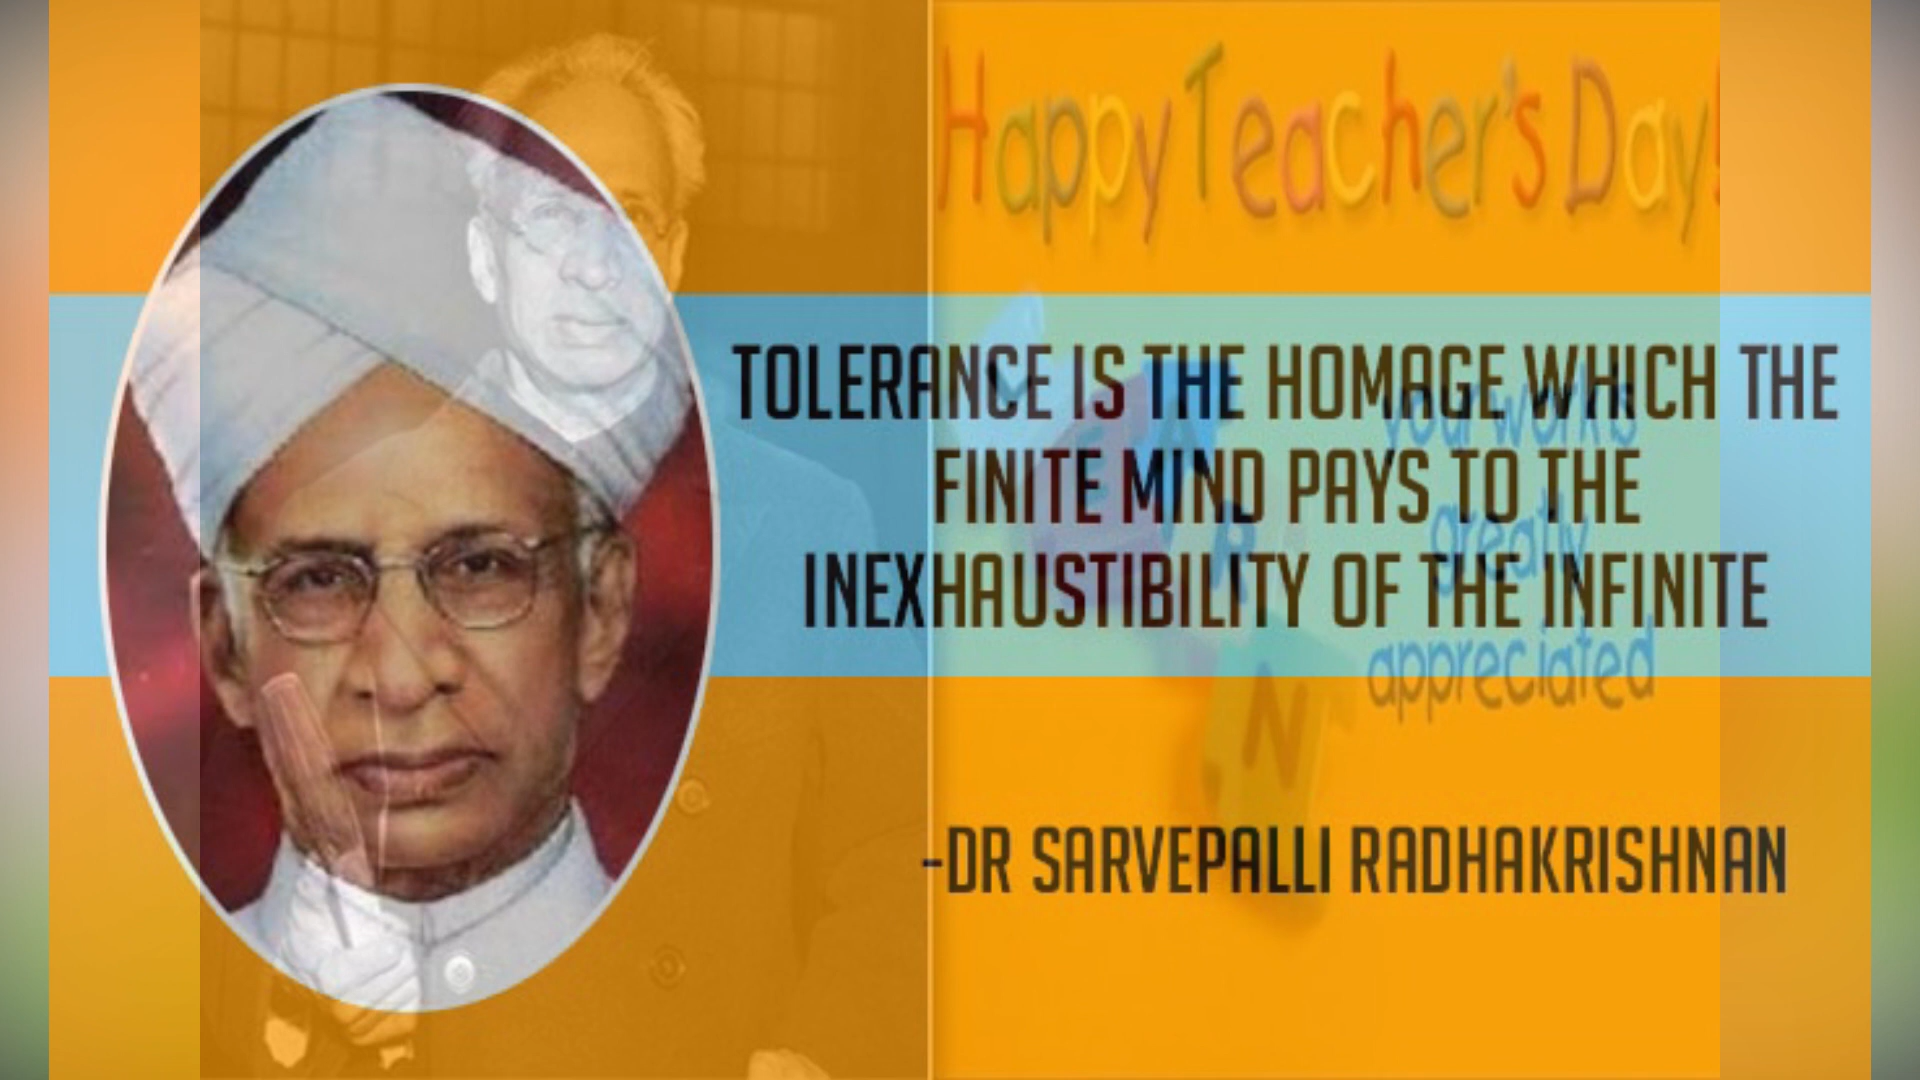 Happy Teacher's Day!
TOLERANCE IS THE HOMAGE WHICH THE
FINITE MIND PAYS TO THE
INEXHAUSTIBILITY OF THE INFINITE
your work is
greatly
appreciated
L
E
A
R
N
-DR SARVEPALLI RADHAKRISHNAN